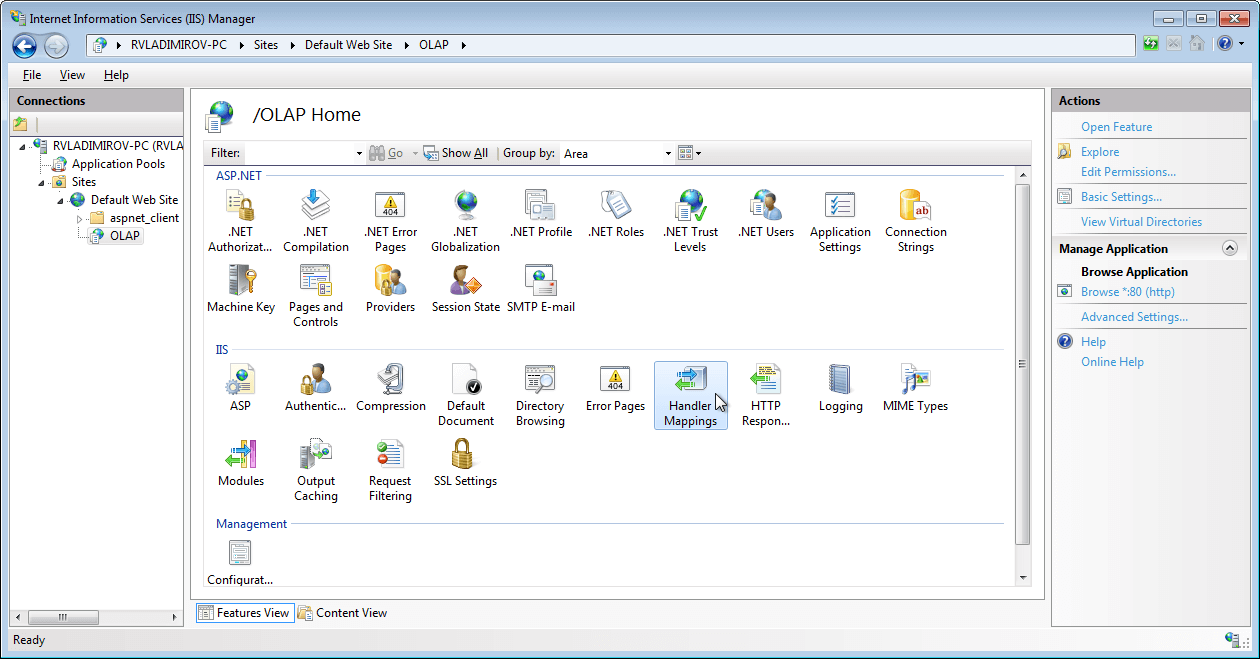 Internet Information Services (IIS) Manager
RVLADIMIROV-PC Sites Default Web Site OLAP
File View Help
Connections
RVLADIMIROV-PC (RVLA
Application Pools
Sites
Default Web Site
aspnet_client
OLAP
/OLAP Home
Filter: Go Show All Group by: Area
ASP.NET
.NET Authorizat...
.NET Compilation
.NET Error Pages
404
.NET Globalization
.NET Profile
.NET Roles
.NET Trust Levels
.NET Users
Application Settings
Connection Strings
ab
Machine Key
Pages and Controls
Providers
Session State
SMTP E-mail
IIS
ASP
Authentic...
Compression
Default Document
Directory Browsing
Error Pages
404
Handler Mappings
HTTP Respon...
Logging
MIME Types
Modules
Output Caching
Request Filtering
SSL Settings
Management
Configurat...
Features View Content View
Actions
Open Feature
Explore
Edit Permissions...
Basic Settings...
View Virtual Directories
Manage Application
Browse Application
Browse *:80 (http)
Advanced Settings...
Help
Online Help
Ready